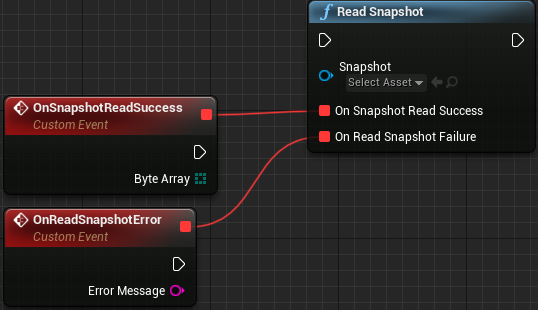 Read Snapshot
Snapshot
Select Asset
On Snapshot Read Success
On Read Snapshot Failure
OnSnapshotReadSuccess
Custom Event
Byte Array
OnReadSnapshotError
Custom Event
Error Message